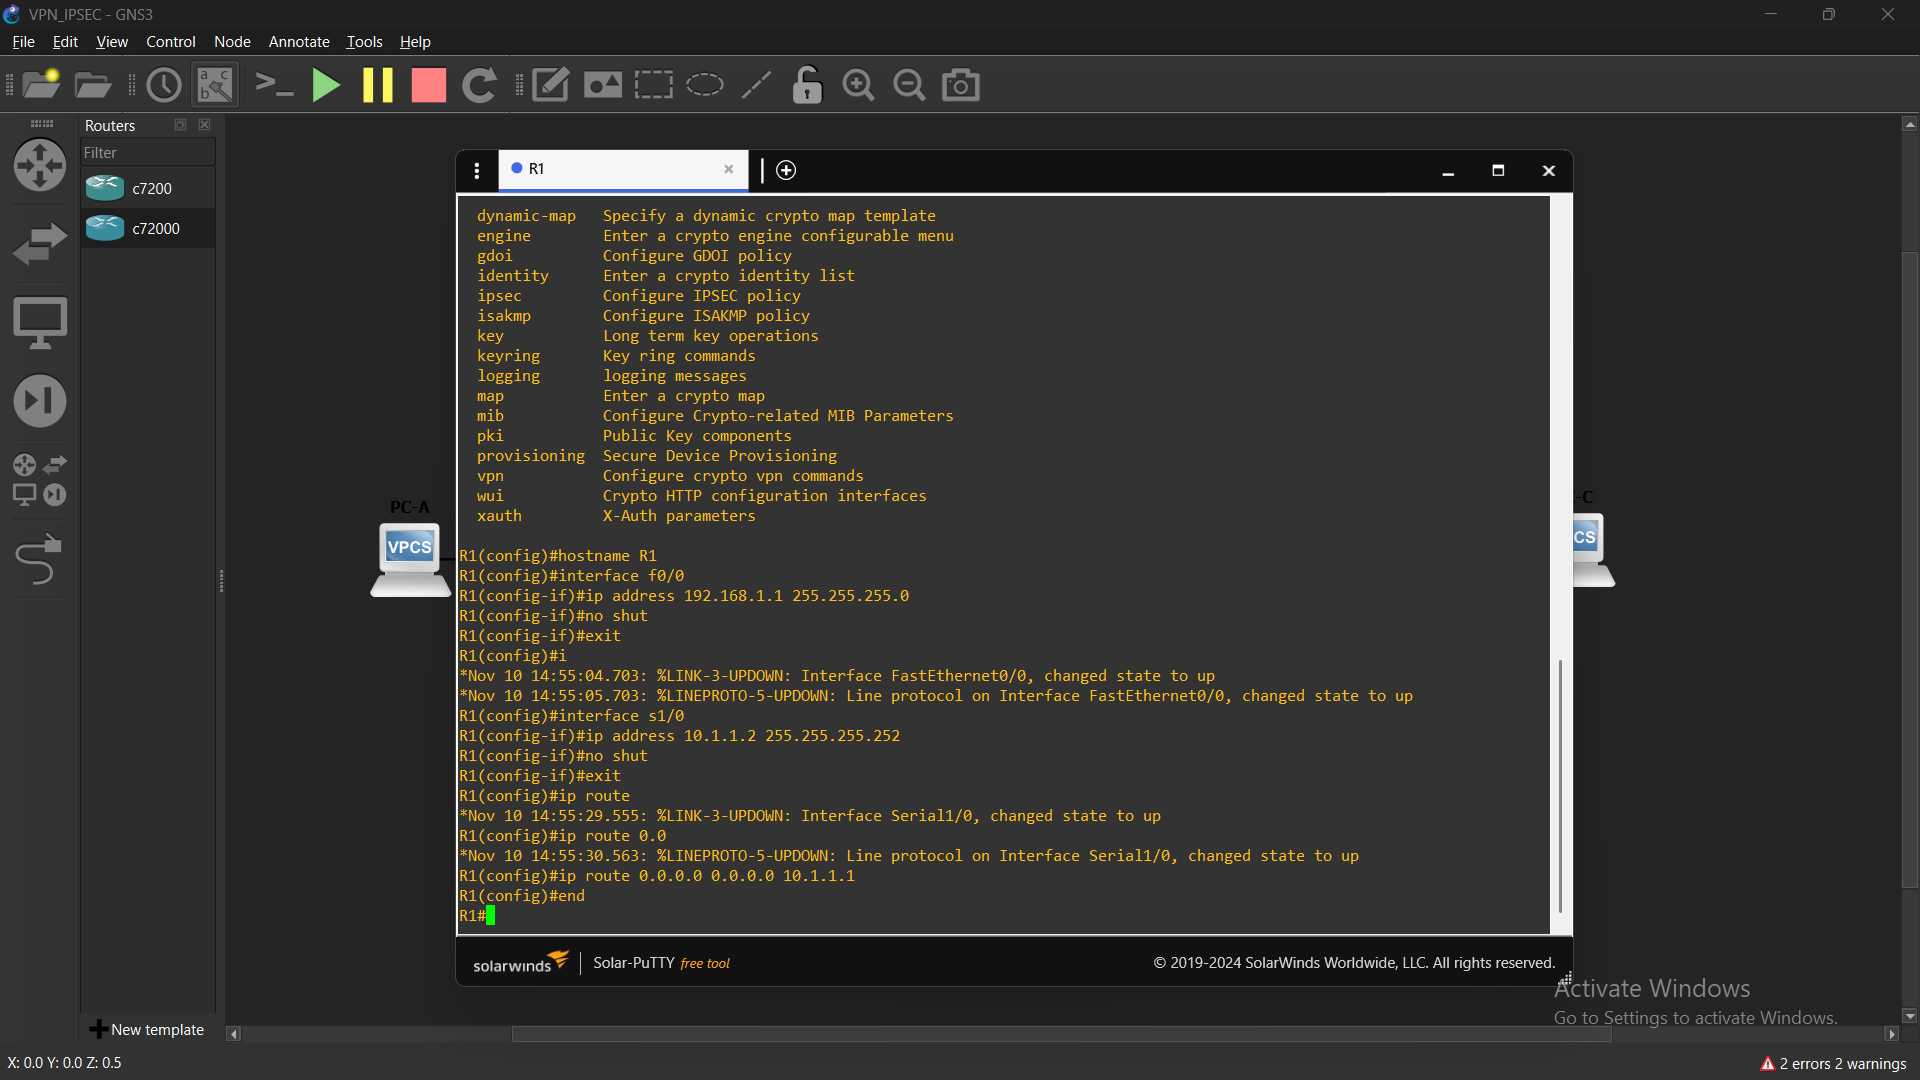 VPN_IPSEC - GNS3
File Edit View Control Node Annotate Tools Help
Routers
Filter
c7200
c72000
New template
PC-A
VPCS
-C
CS
R1
dynamic-map Specify a dynamic crypto map template
engine Enter a crypto engine configurable menu
gdoi Configure GDOI policy
identity Enter a crypto identity list
ipsec Configure IPSEC policy
isakmp Configure ISAKMP policy
key Long term key operations
keyring Key ring commands
logging logging messages
map Enter a crypto map
mib Configure Crypto-related MIB Parameters
pki Public Key components
provisioning Secure Device Provisioning
vpn Configure crypto vpn commands
wui Crypto HTTP configuration interfaces
xauth X-Auth parameters
R1(config)#hostname R1
R1(config)#interface f0/0
R1(config-if)#ip address 192.168.1.1 255.255.255.0
R1(config-if)#no shut
R1(config-if)#exit
R1(config)#i
*Nov 10 14:55:04.703: %LINK-3-UPDOWN: Interface FastEthernet0/0, changed state to up
*Nov 10 14:55:05.703: %LINEPROTO-5-UPDOWN: Line protocol on Interface FastEthernet0/0, changed state to up
R1(config)#interface s1/0
R1(config-if)#ip address 10.1.1.2 255.255.255.252
R1(config-if)#no shut
R1(config-if)#exit
R1(config)#ip route
*Nov 10 14:55:29.555: %LINK-3-UPDOWN: Interface Serial1/0, changed state to up
R1(config)#ip route 0.0
*Nov 10 14:55:30.563: %LINEPROTO-5-UPDOWN: Line protocol on Interface Serial1/0, changed state to up
R1(config)#ip route 0.0.0.0 0.0.0.0 10.1.1.1
R1(config)#end
R1#
solarwinds Solar-PuTTY free tool © 2019-2024 SolarWinds Worldwide, LLC. All rights reserved.
Activate Windows
Go to Settings to activate Windows.
X: 0.0 Y: 0.0 Z: 0.5
2 errors 2 warnings